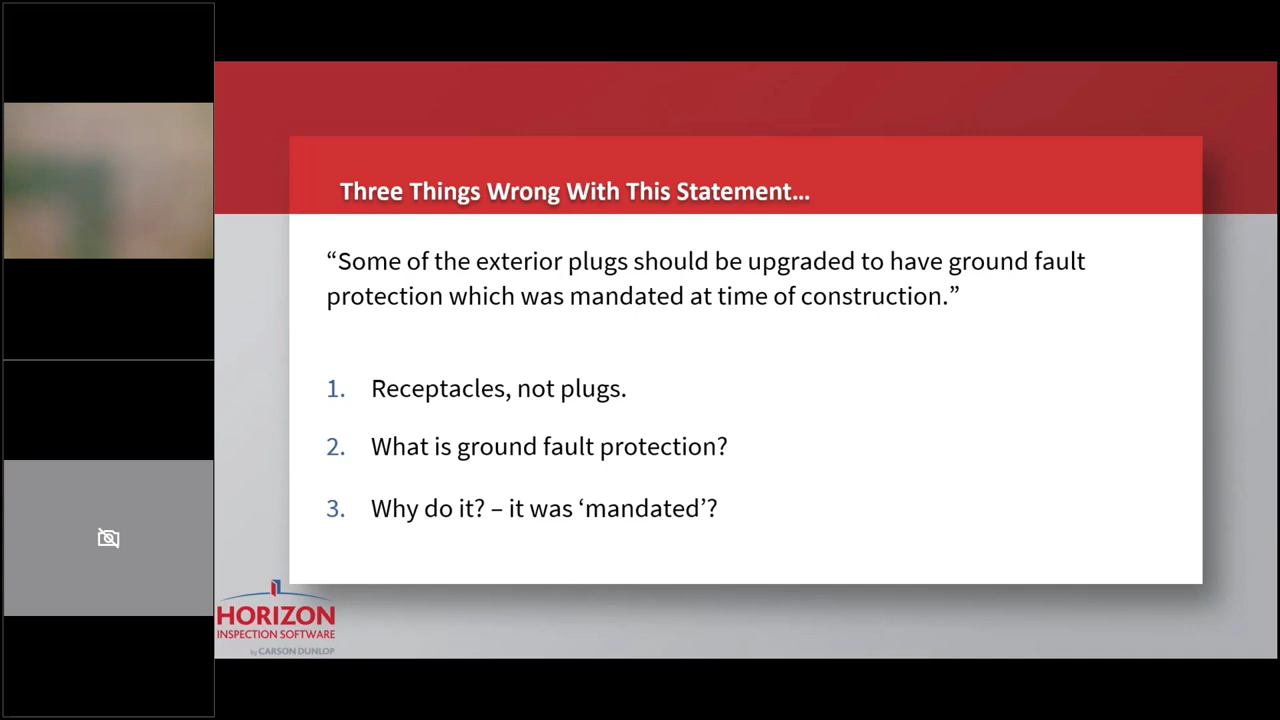 Three Things Wrong With This Statement...
“Some of the exterior plugs should be upgraded to have ground fault
protection which was mandated at time of construction.”
1. Receptacles, not plugs.
2. What is ground fault protection?
3. Why do it? – it was ‘mandated’?
HORIZON
INSPECTION SOFTWARE
by CARSON DUNLOP